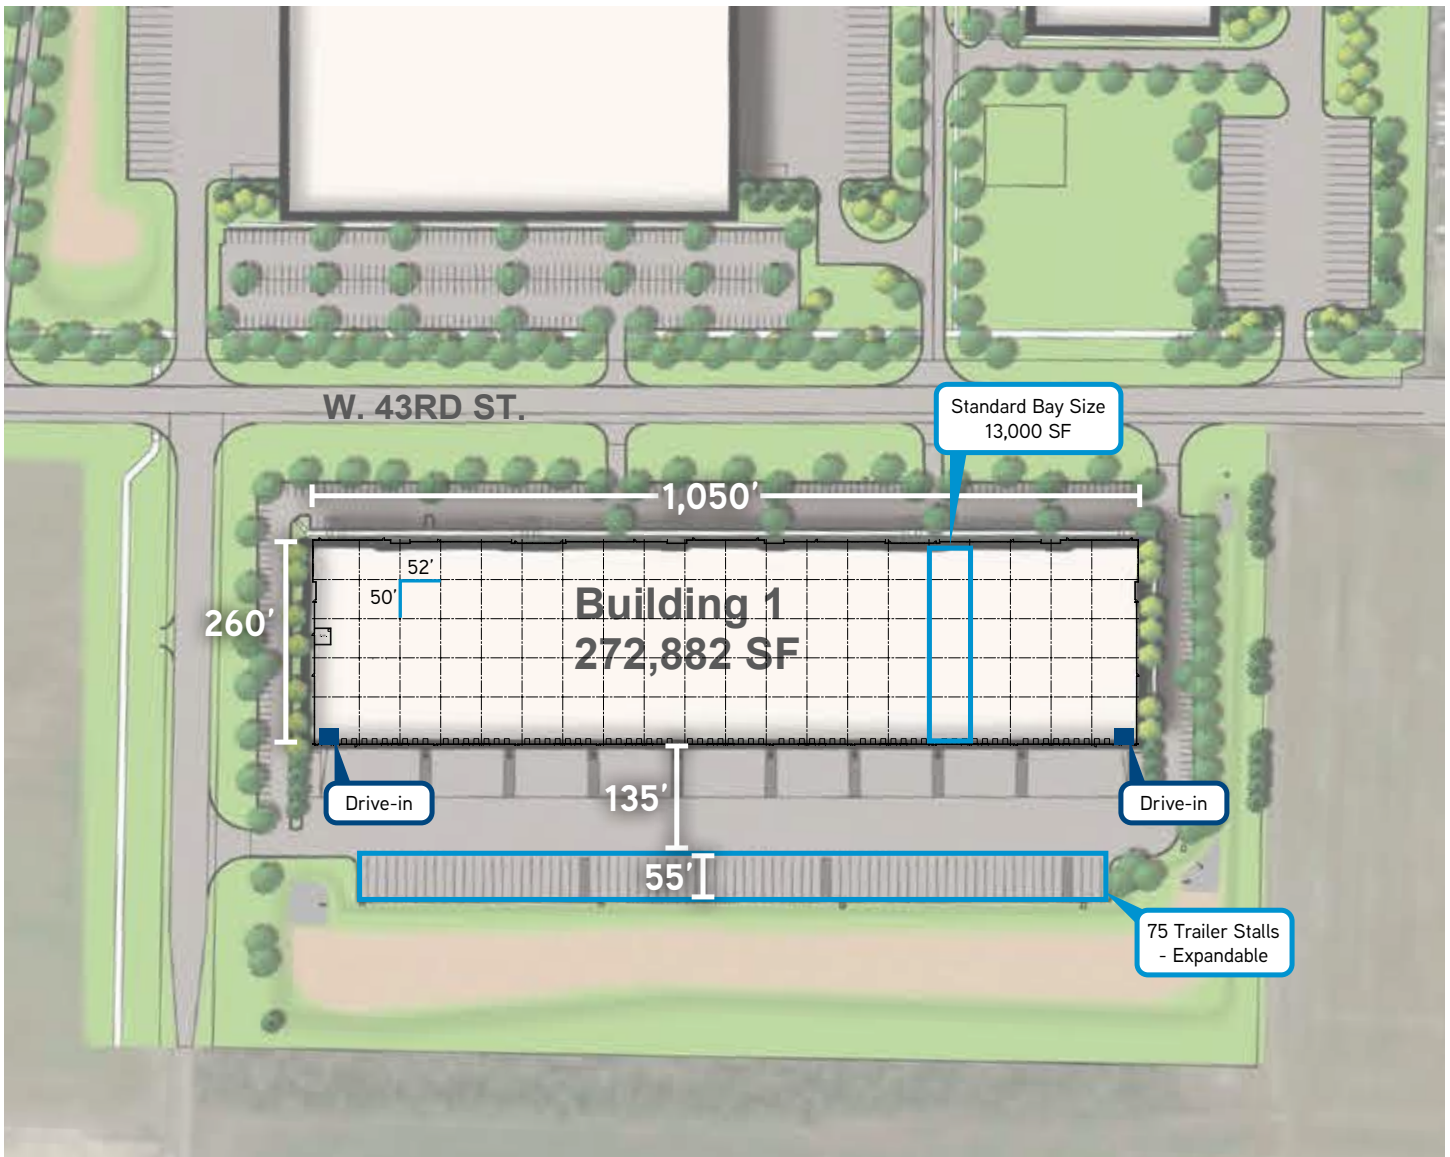 W. 43RD ST.
Standard Bay Size
13,000 SF
1,050′
52′
50′
260′
Building 1
272,882 SF
135′
Drive-in
Drive-in
55′
75 Trailer Stalls
- Expandable